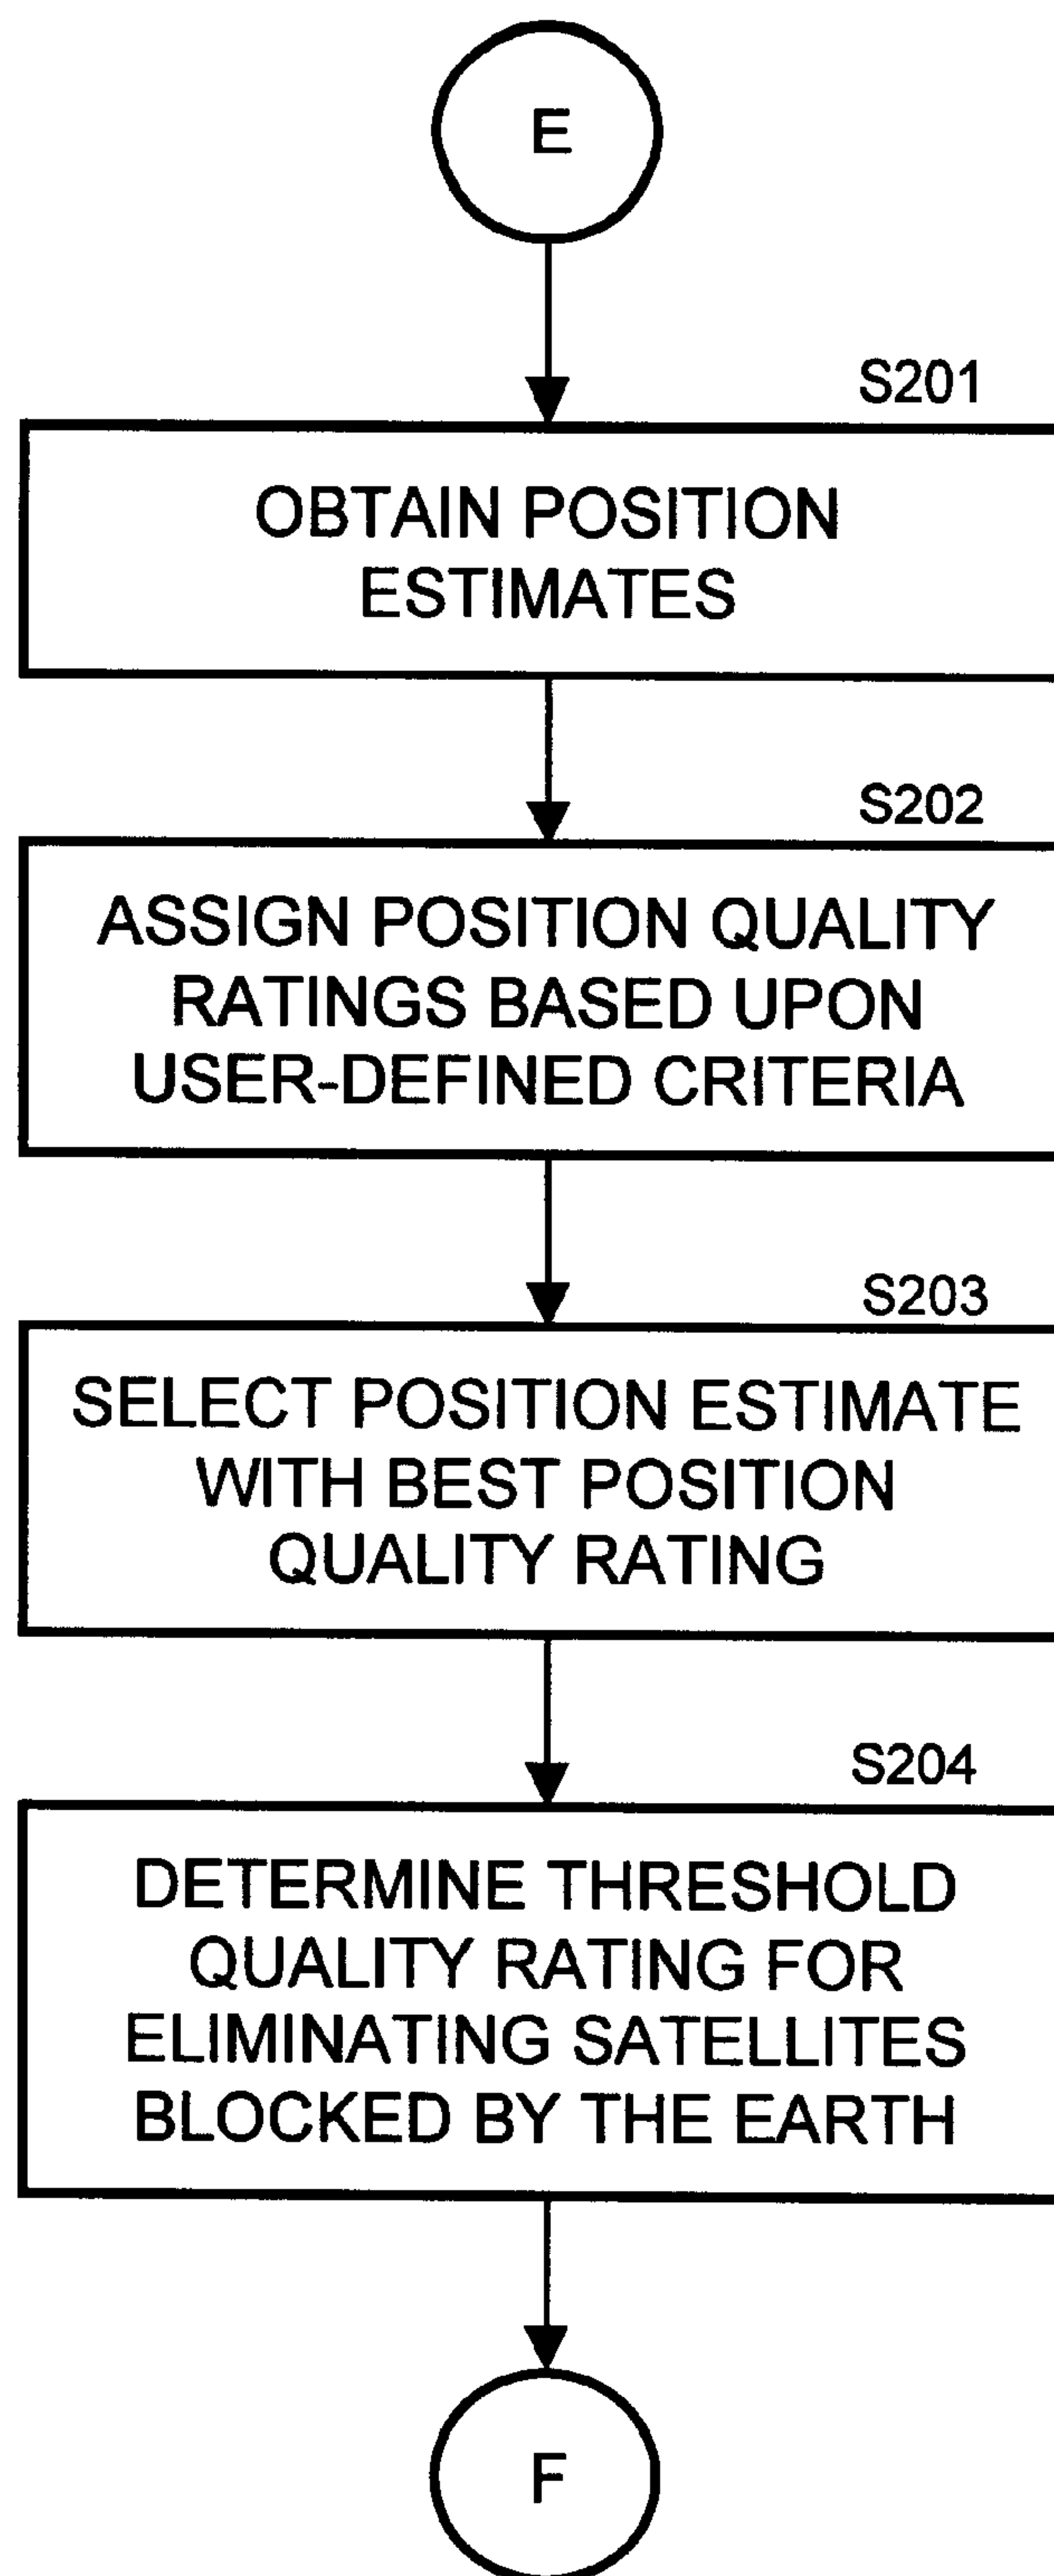 E
S201
OBTAIN POSITION
ESTIMATES
S202
ASSIGN POSITION QUALITY
RATINGS BASED UPON
USER-DEFINED CRITERIA
S203
SELECT POSITION ESTIMATE
WITH BEST POSITION
QUALITY RATING
S204
DETERMINE THRESHOLD
QUALITY RATING FOR
ELIMINATING SATELLITES
BLOCKED BY THE EARTH
F